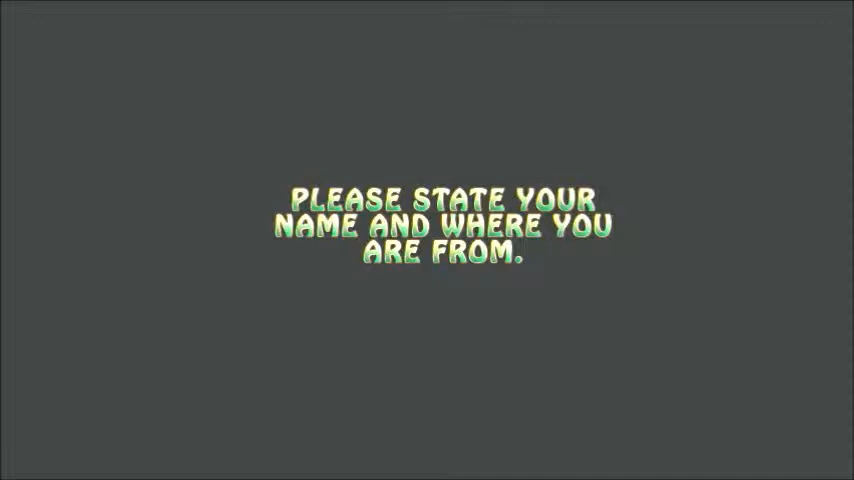 PLEASE STATE YOUR
NAME AND WHERE YOU
ARE FROM.